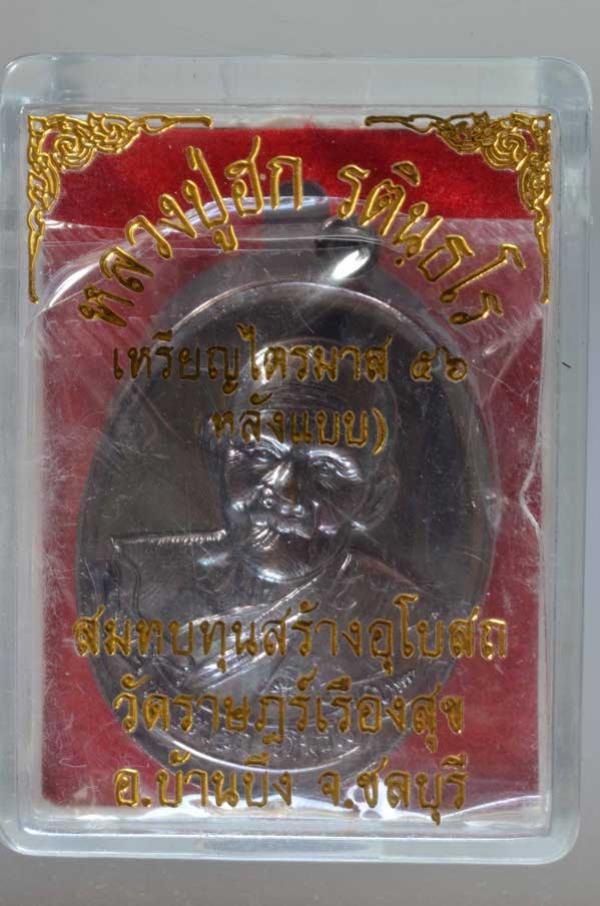 หลวงปู่ฮก รตินฺธโร
เหรียญไตรมาส ๕๖
(หลังแบบ)
สมทบทุนสร้างอุโบสถ
วัดราษฎร์เรืองสุข
อ.บ้านบึง จ.ชลบุรี